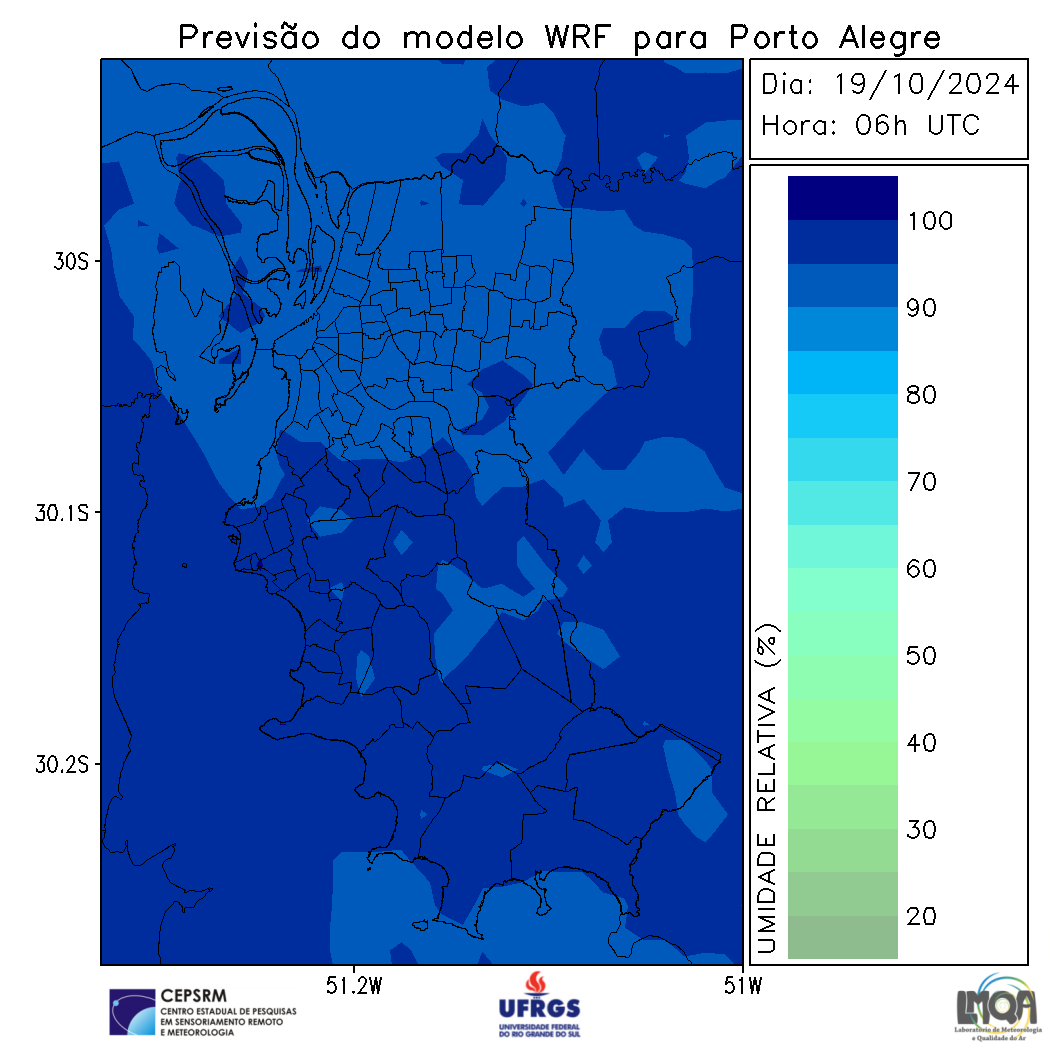 Previsão do modelo WRF para Porto Alegre
Dia: 19/10/2024
Hora: 06h UTC
30S
30.1S
30.2S
51.2W
51W
100
90
80
70
60
50
40
30
20
UMIDADE RELATIVA (%)
CEPSRM
CENTRO ESTADUAL DE PESQUISAS
EM SENSORIAMENTO REMOTO
E METEOROLOGIA
UFRGS
UNIVERSIDADE FEDERAL
DO RIO GRANDE DO SUL
LMQA
Laboratório de Meteorologia
e Qualidade do Ar